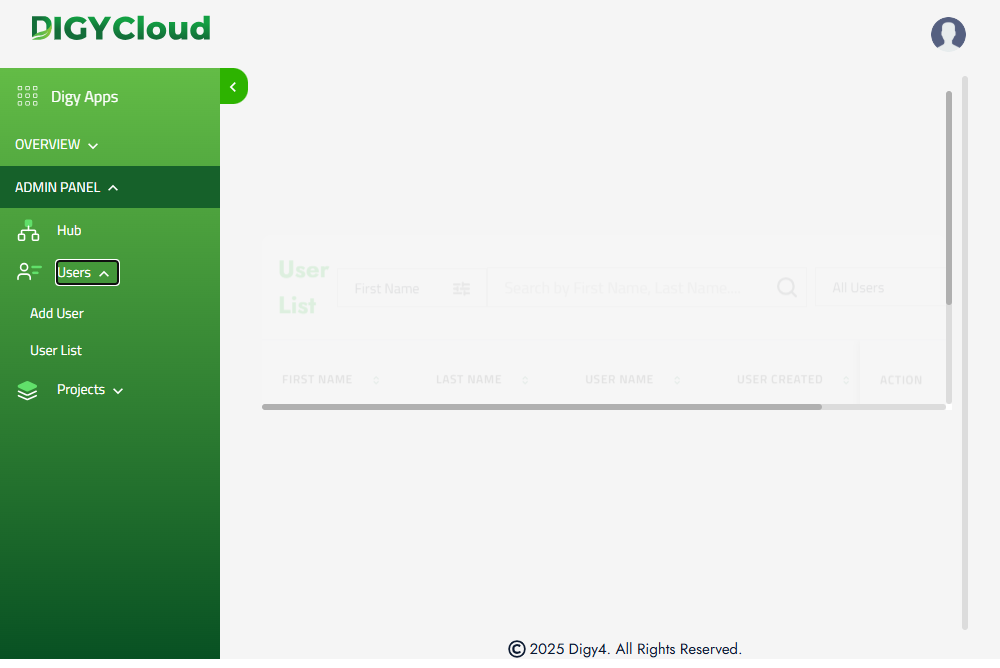 DIGYCloud
Digy Apps
OVERVIEW
ADMIN PANEL
Hub
Users
Add User
User List
Projects
User
List
First Name
Search by First Name, Last Name...
All Users
FIRST NAME LAST NAME USER NAME USER CREATED ACTION
© 2025 Digy4. All Rights Reserved.